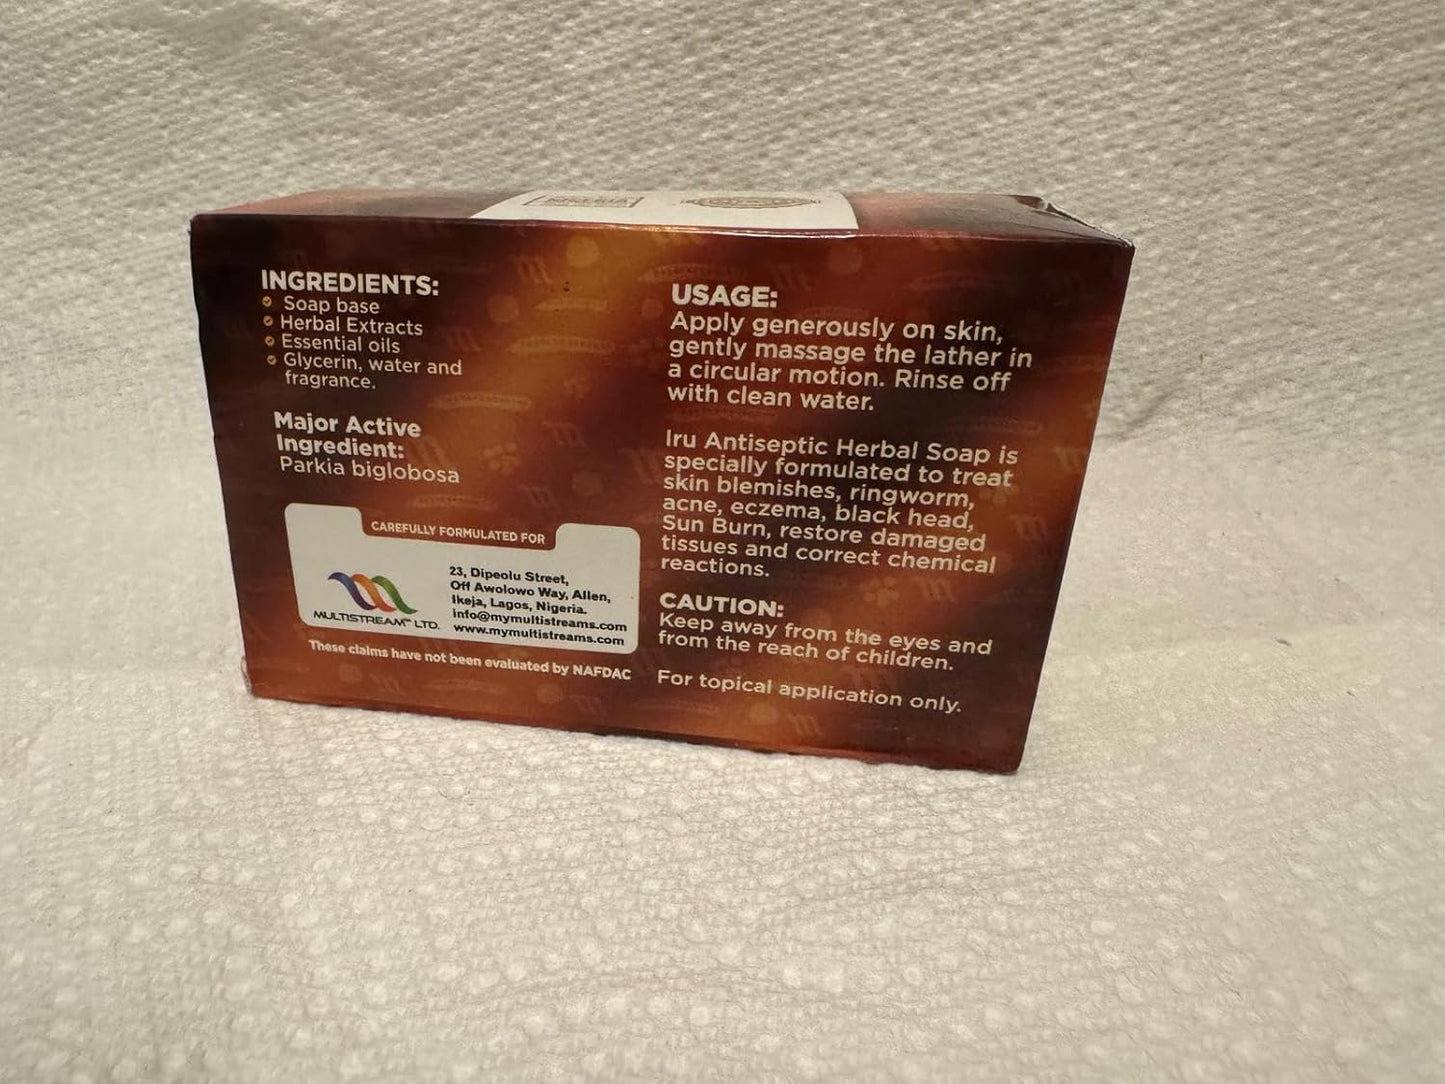 INGREDIENTS:
Soap base
Herbal Extracts
Essential oils
Glycerin, water and
fragrance.
Major Active
Ingredient:
Parkia biglobosa
CAREFULLY FORMULATED FOR
MULTISTREAM™ LTD.
23, Dipeolu Street,
Off Awolowo Way, Allen,
Ikeja, Lagos, Nigeria.
info@mymultistreams.com
www.mymultistreams.com
These claims have not been evaluated by NAFDAC
USAGE:
Apply generously on skin,
gently massage the lather in
a circular motion. Rinse off
with clean water.
Iru Antiseptic Herbal Soap is
specially formulated to treat
skin blemishes, ringworm,
acne, eczema, black head,
Sun Burn, restore damaged
tissues and correct chemical
reactions.
CAUTION:
Keep away from the eyes and
from the reach of children.
For topical application only.